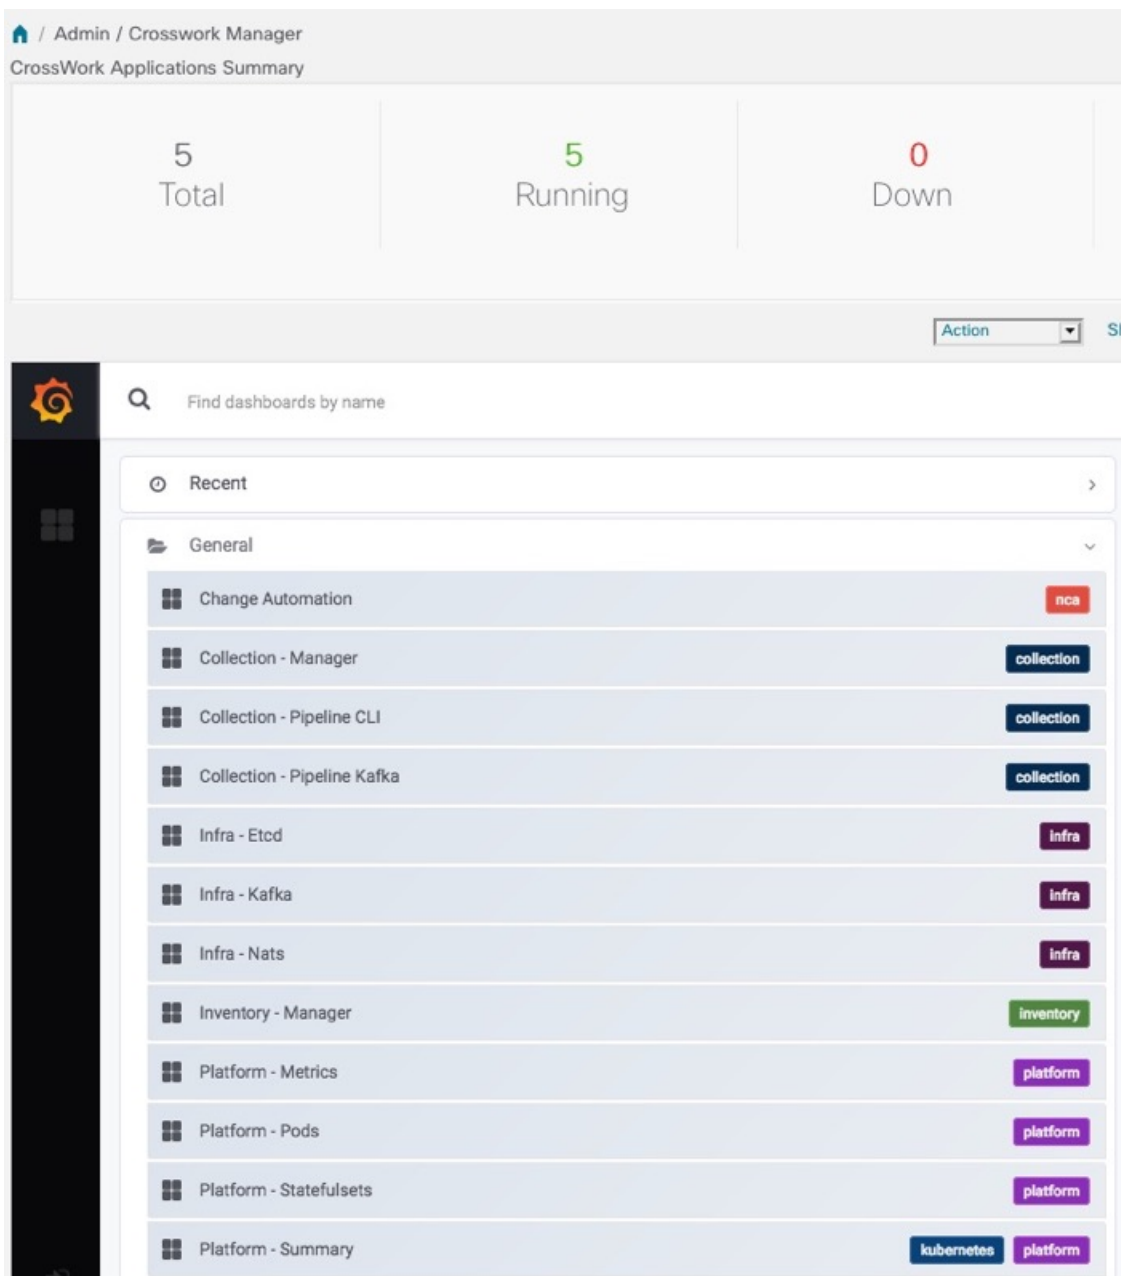 / Admin / Crosswork Manager
CrossWork Applications Summary
5
Total
5
Running
0
Down
Action
Find dashboards by name
Recent
General
Change Automation nca
Collection - Manager collection
Collection - Pipeline CLI collection
Collection - Pipeline Kafka collection
Infra - Etcd infra
Infra - Kafka infra
Infra - Nats infra
Inventory - Manager inventory
Platform - Metrics platform
Platform - Pods platform
Platform - Statefulsets platform
Platform - Summary kubernetes platform